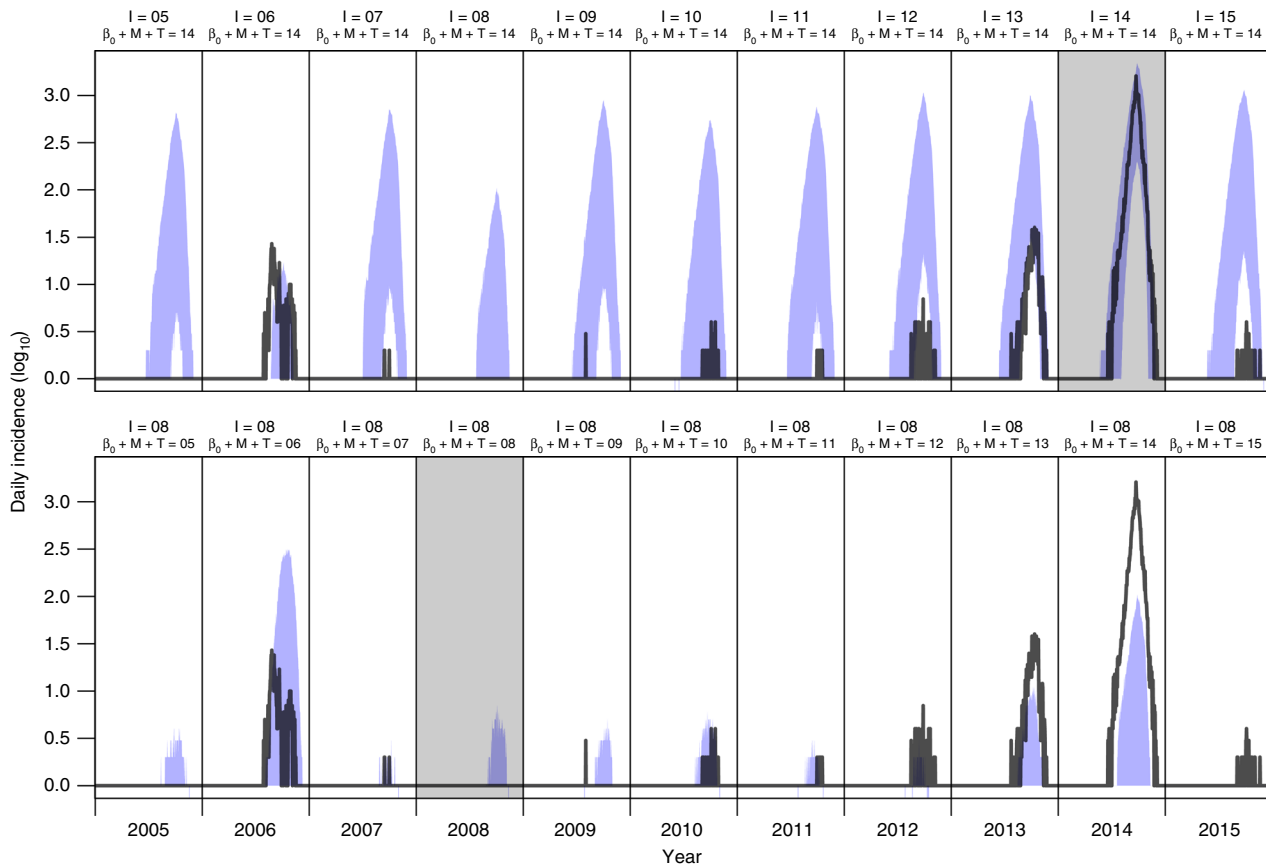 I = 05 I = 06 I = 07 I = 08 I = 09 I = 10 I = 11 I = 12 I = 13 I = 14 I = 15
β0 + M + T = 14 β0 + M + T = 14 β0 + M + T = 14 β0 + M + T = 14 β0 + M + T = 14 β0 + M + T = 14 β0 + M + T = 14 β0 + M + T = 14 β0 + M + T = 14 β0 + M + T = 14 β0 + M + T = 14
3.0
2.5
2.0
1.5
1.0
0.5
0.0
Daily incidence (log10)
I = 08 I = 08 I = 08 I = 08 I = 08 I = 08 I = 08 I = 08 I = 08 I = 08 I = 08
β0 + M + T = 05 β0 + M + T = 06 β0 + M + T = 07 β0 + M + T = 08 β0 + M + T = 09 β0 + M + T = 10 β0 + M + T = 11 β0 + M + T = 12 β0 + M + T = 13 β0 + M + T = 14 β0 + M + T = 15
3.0
2.5
2.0
1.5
1.0
0.5
0.0
2005 2006 2007 2008 2009 2010 2011 2012 2013 2014 2015
Year